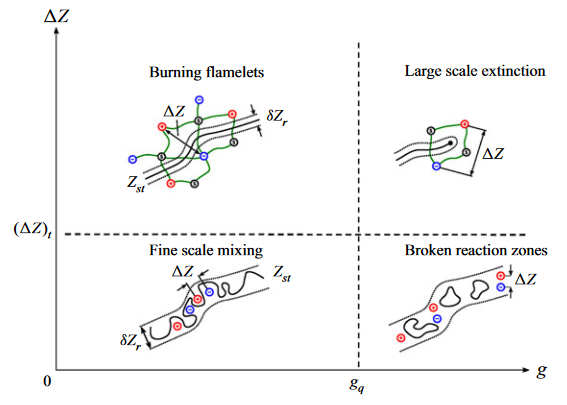 ΔZ
Burning flamelets
Large scale extinction
ΔZ
δZr
ΔZ
Zst
(ΔZ)t
Fine scale mixing
Broken reaction zones
ΔZ
Zst
ΔZ
δZr
0
gq
g